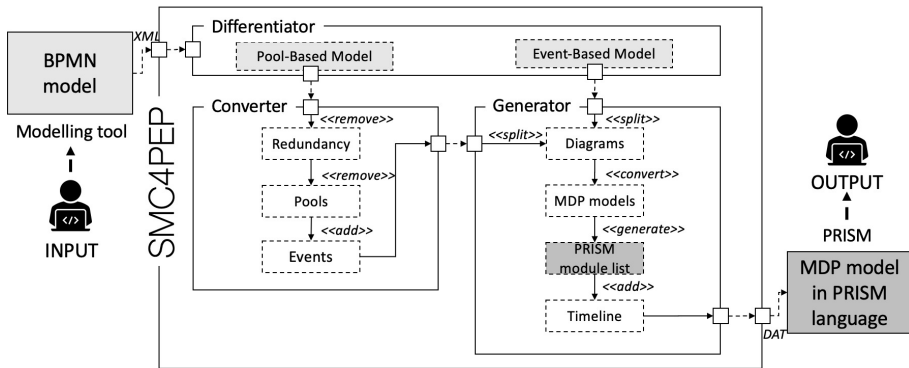 XML
Differentiator
BPMN
model
Pool-Based Model
Event-Based Model
Modelling tool
INPUT
SMC4PEP
Converter
<<remove>>
Redundancy
<<remove>>
Pools
<<add>>
Events
Generator
<<split>>
<<split>>
Diagrams
<<convert>>
MDP models
<<generate>>
PRISM
module list
<<add>>
Timeline
OUTPUT
PRISM
MDP model
in PRISM
language
DAT